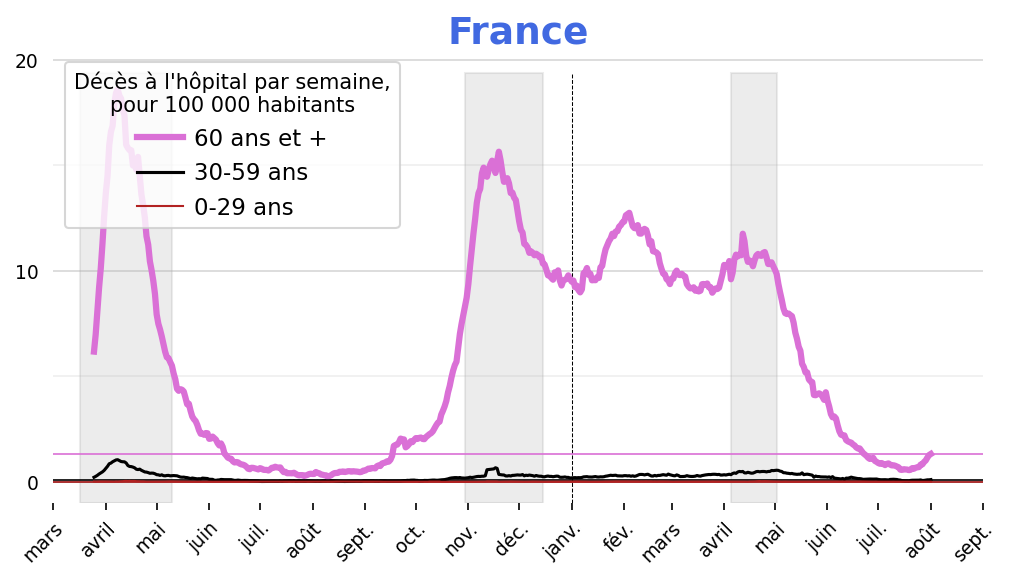 France
20
10
0
Décès à l'hôpital par semaine,
pour 100 000 habitants
60 ans et +
30-59 ans
0-29 ans
mars
avril
mai
juin
juil.
août
sept.
oct.
nov.
déc.
janv.
fév.
mars
avril
mai
juin
juil.
août
sept.